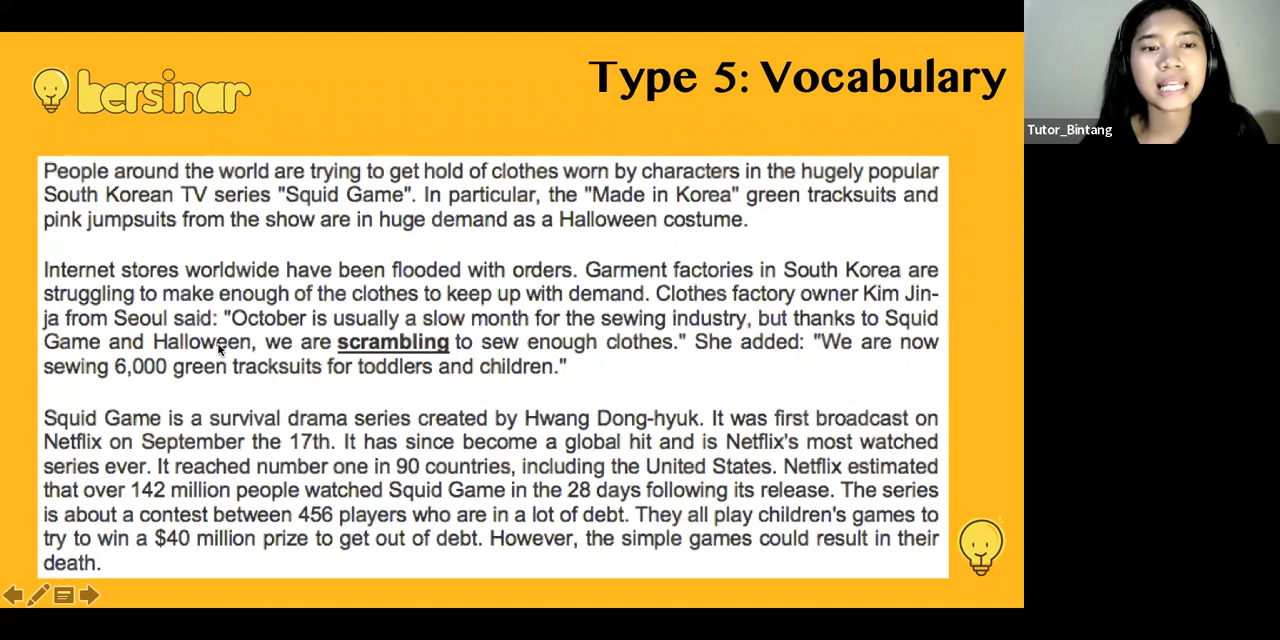 bersinar
Type 5: Vocabulary
Tutor_Bintang
People around the world are trying to get hold of clothes worn by characters in the hugely popular
South Korean TV series "Squid Game". In particular, the "Made in Korea" green tracksuits and
pink jumpsuits from the show are in huge demand as a Halloween costume.
Internet stores worldwide have been flooded with orders. Garment factories in South Korea are
struggling to make enough of the clothes to keep up with demand. Clothes factory owner Kim Jin-
ja from Seoul said: "October is usually a slow month for the sewing industry, but thanks to Squid
Game and Halloween, we are scrambling to sew enough clothes." She added: "We are now
sewing 6,000 green tracksuits for toddlers and children."
Squid Game is a survival drama series created by Hwang Dong-hyuk. It was first broadcast on
Netflix on September the 17th. It has since become a global hit and is Netflix's most watched
series ever. It reached number one in 90 countries, including the United States. Netflix estimated
that over 142 million people watched Squid Game in the 28 days following its release. The series
is about a contest between 456 players who are in a lot of debt. They all play children's games to
try to win a $40 million prize to get out of debt. However, the simple games could result in their
death.